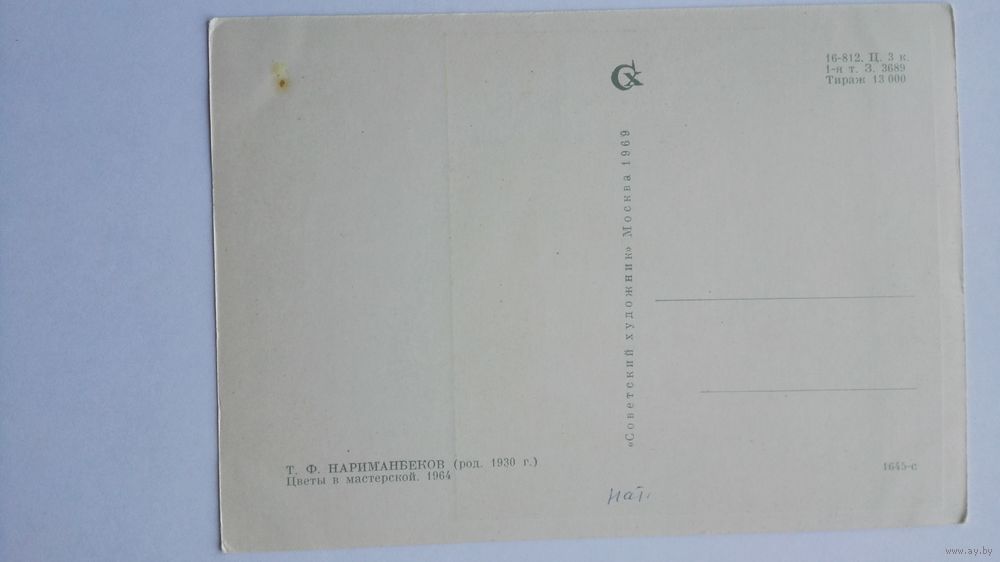 16-812. Ц. 3 к.
1-я т. З. 3689
Тираж 13 000
«Советский художник» Москва 1969
Т. Ф. НАРИМАНБЕКОВ (род. 1930 г.)
Цветы в мастерской. 1964
1645-с
нат.
www.ay.by